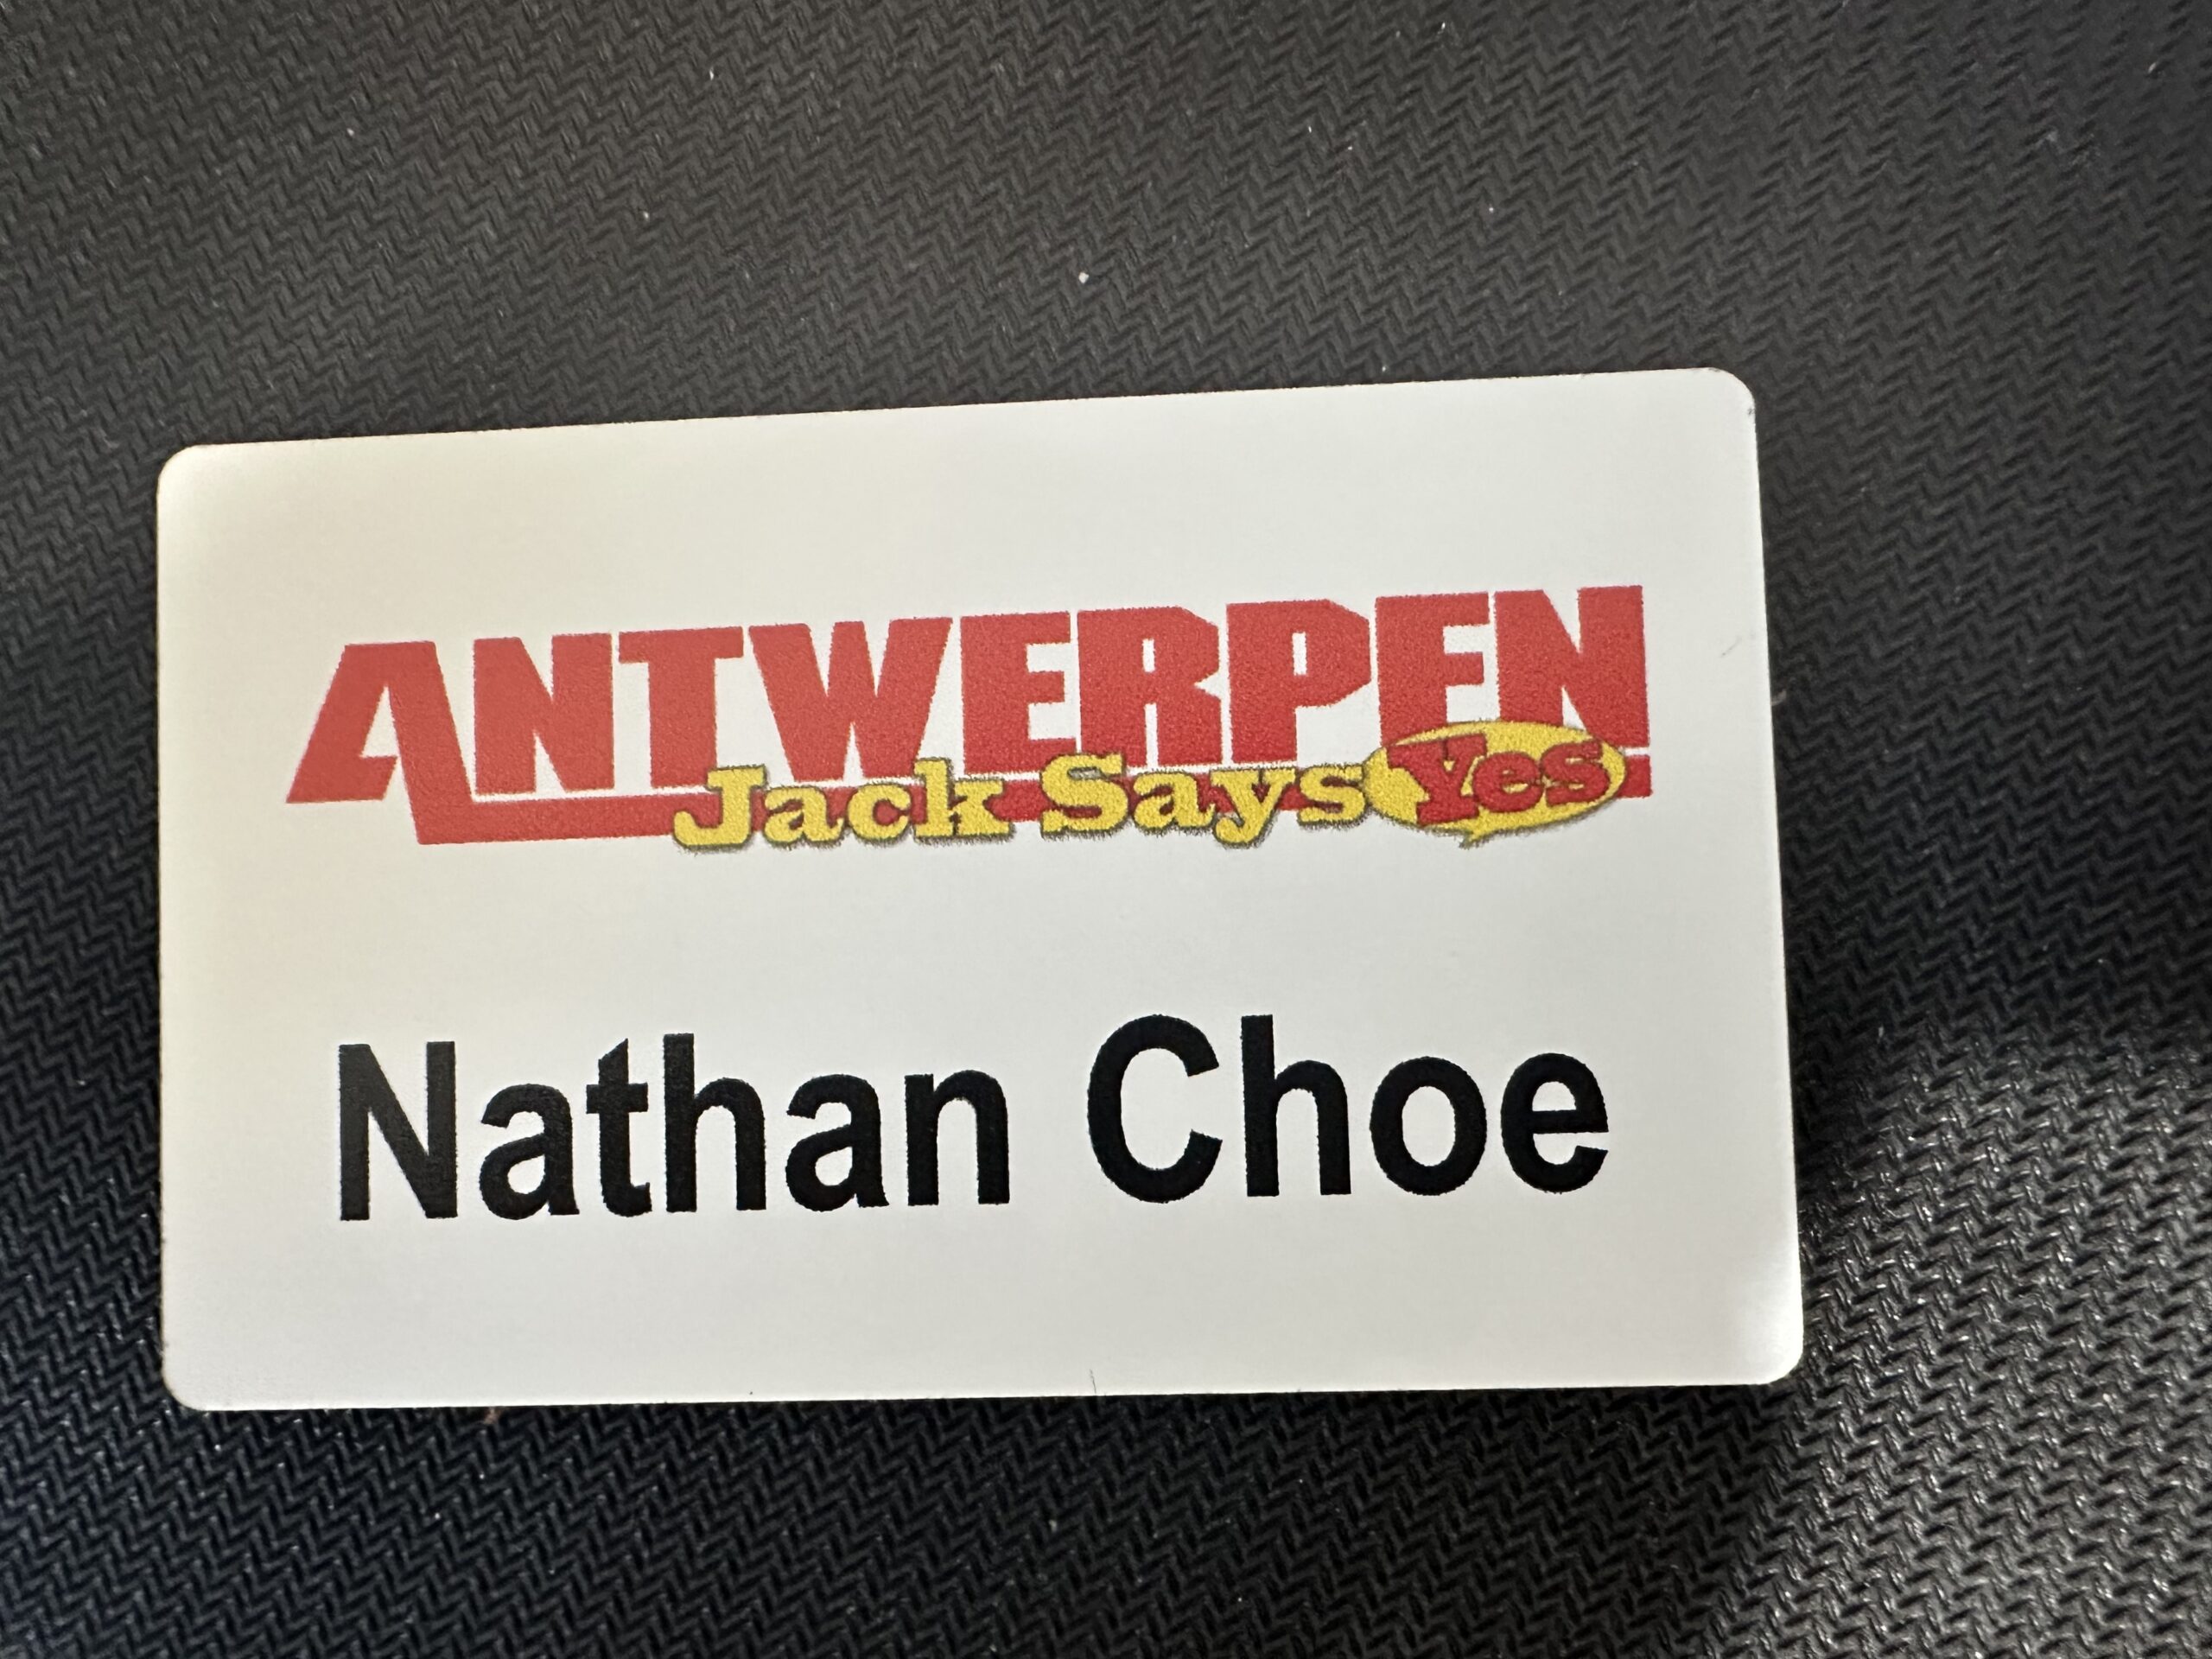 ANTWERPEN
Jack Says Yes
Nathan Choe